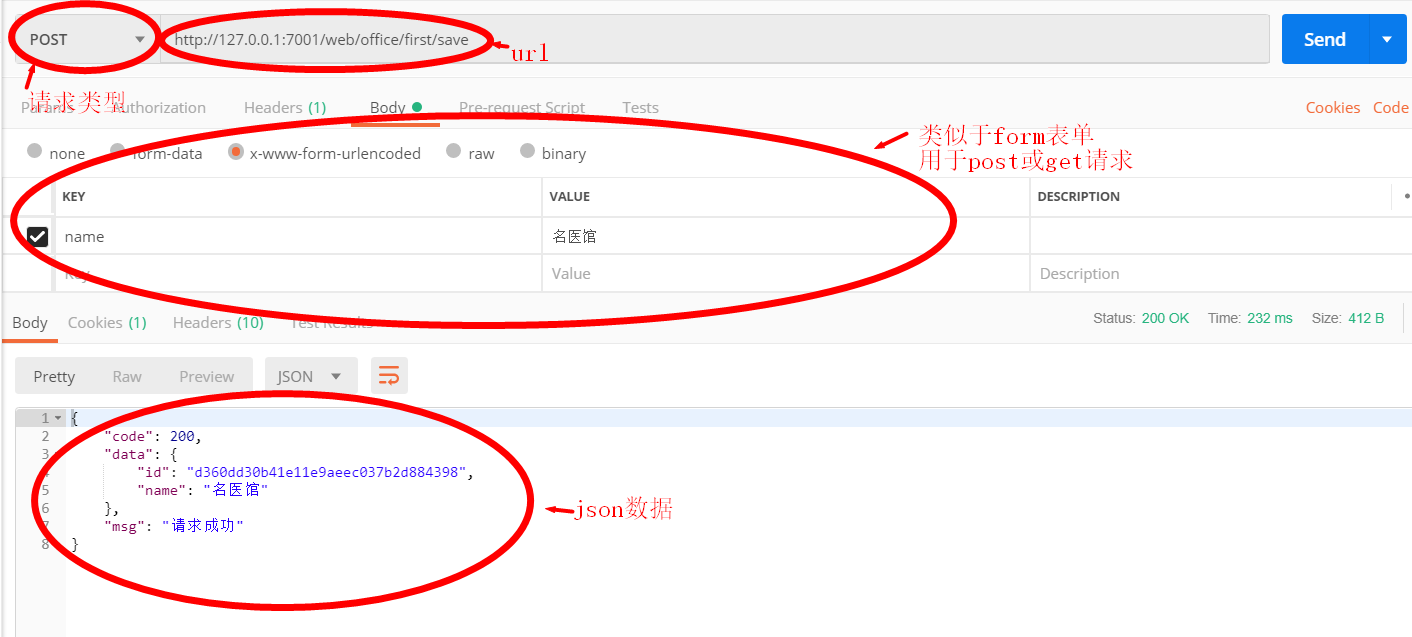 POST
http://127.0.0.1:7001/web/office/first/save
Send
url
请求类型
Params Authorization Headers (1) Body Pre-request Script Tests Cookies Code
类似于form表单
用于post或get请求
none form-data x-www-form-urlencoded raw binary
KEY VALUE DESCRIPTION
name 名医馆
Key Value Description
Body Cookies (1) Headers (10) Test Results Status: 200 OK Time: 232 ms Size: 412 B
Pretty Raw Preview JSON
1 {
2 "code": 200,
3 "data": {
4 "id": "d360dd30b41e11e9aeec037b2d884398",
5 "name": "名医馆"
6 },
7 "msg": "请求成功"
8 }
json数据